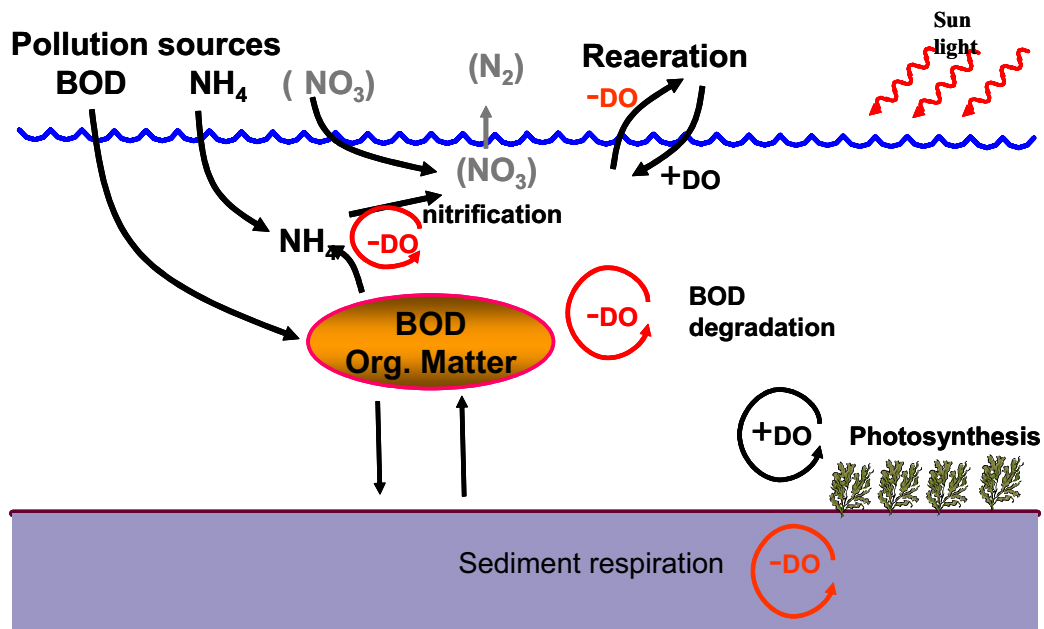 Pollution sources
BOD NH4 ( NO3)
(N2)
Reaeration
Sun
light
-DO
+DO
(NO3)
nitrification
NH4
-DO
BOD
Org. Matter
-DO
BOD
degradation
+DO
Photosynthesis
Sediment respiration
-DO